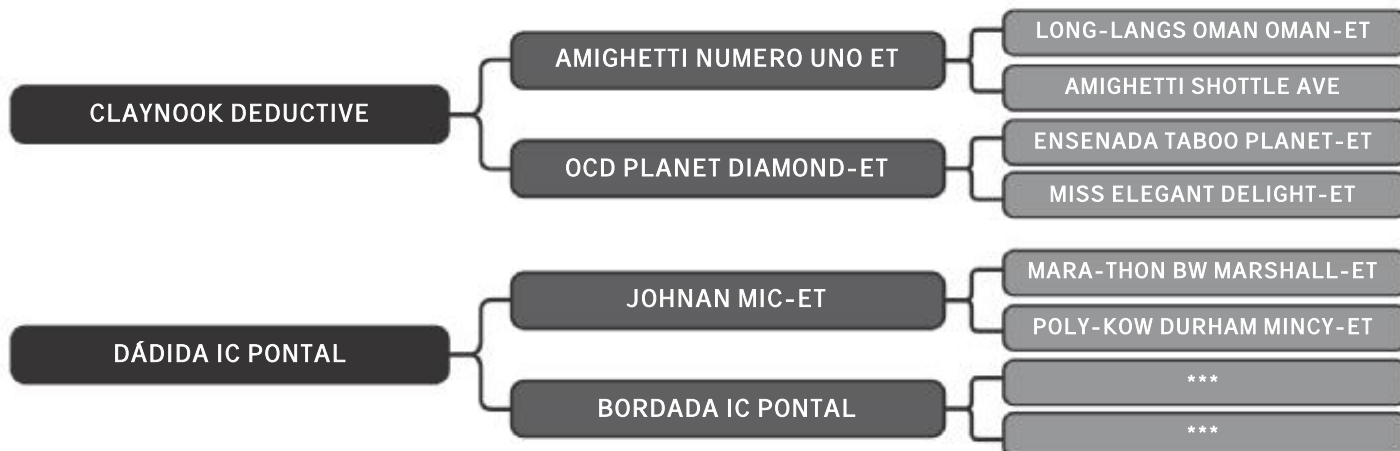 CLAYNOOK DEDUCTIVE
AMIGHETTI NUMERO UNO ET
LONG-LANGS OMAN OMAN-ET
AMIGHETTI SHOTTLE AVE
OCD PLANET DIAMOND-ET
ENSENADA TABOO PLANET-ET
MISS ELEGANT DELIGHT-ET
DÁDIDA IC PONTAL
JOHNAN MIC-ET
MARA-THON BW MARSHALL-ET
POLY-KOW DURHAM MINCY-ET
BORDADA IC PONTAL
***
***